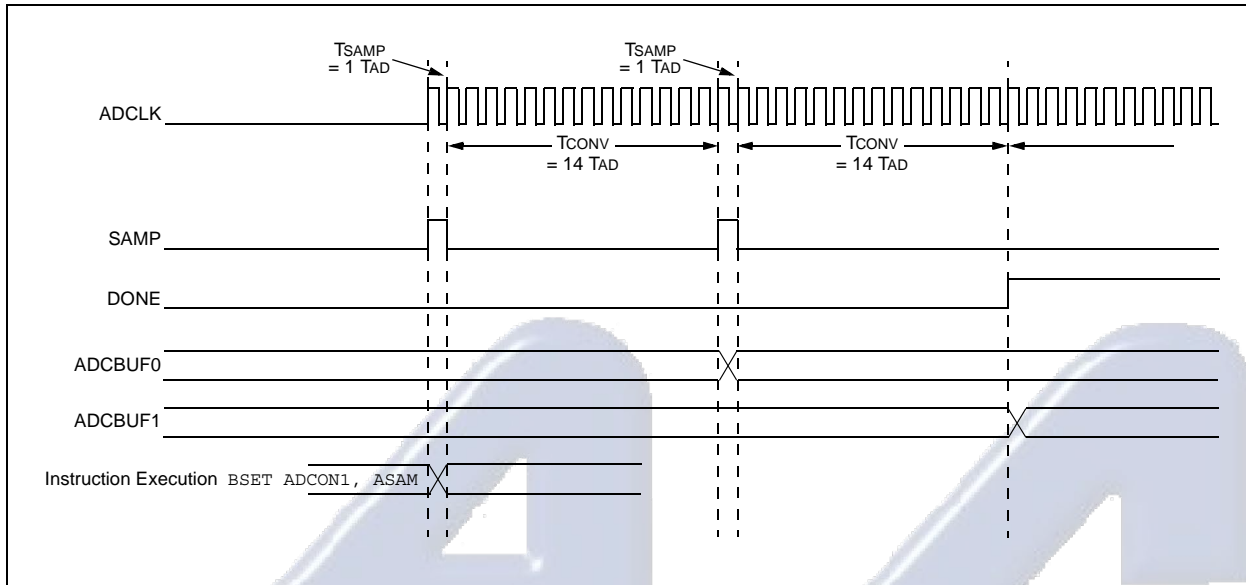 TSAMP
= 1 TAD
TSAMP
= 1 TAD
ADCLK
TCONV
= 14 TAD
TCONV
= 14 TAD
SAMP
DONE
ADCBUF0
ADCBUF1
Instruction Execution BSET ADCON1, ASAM